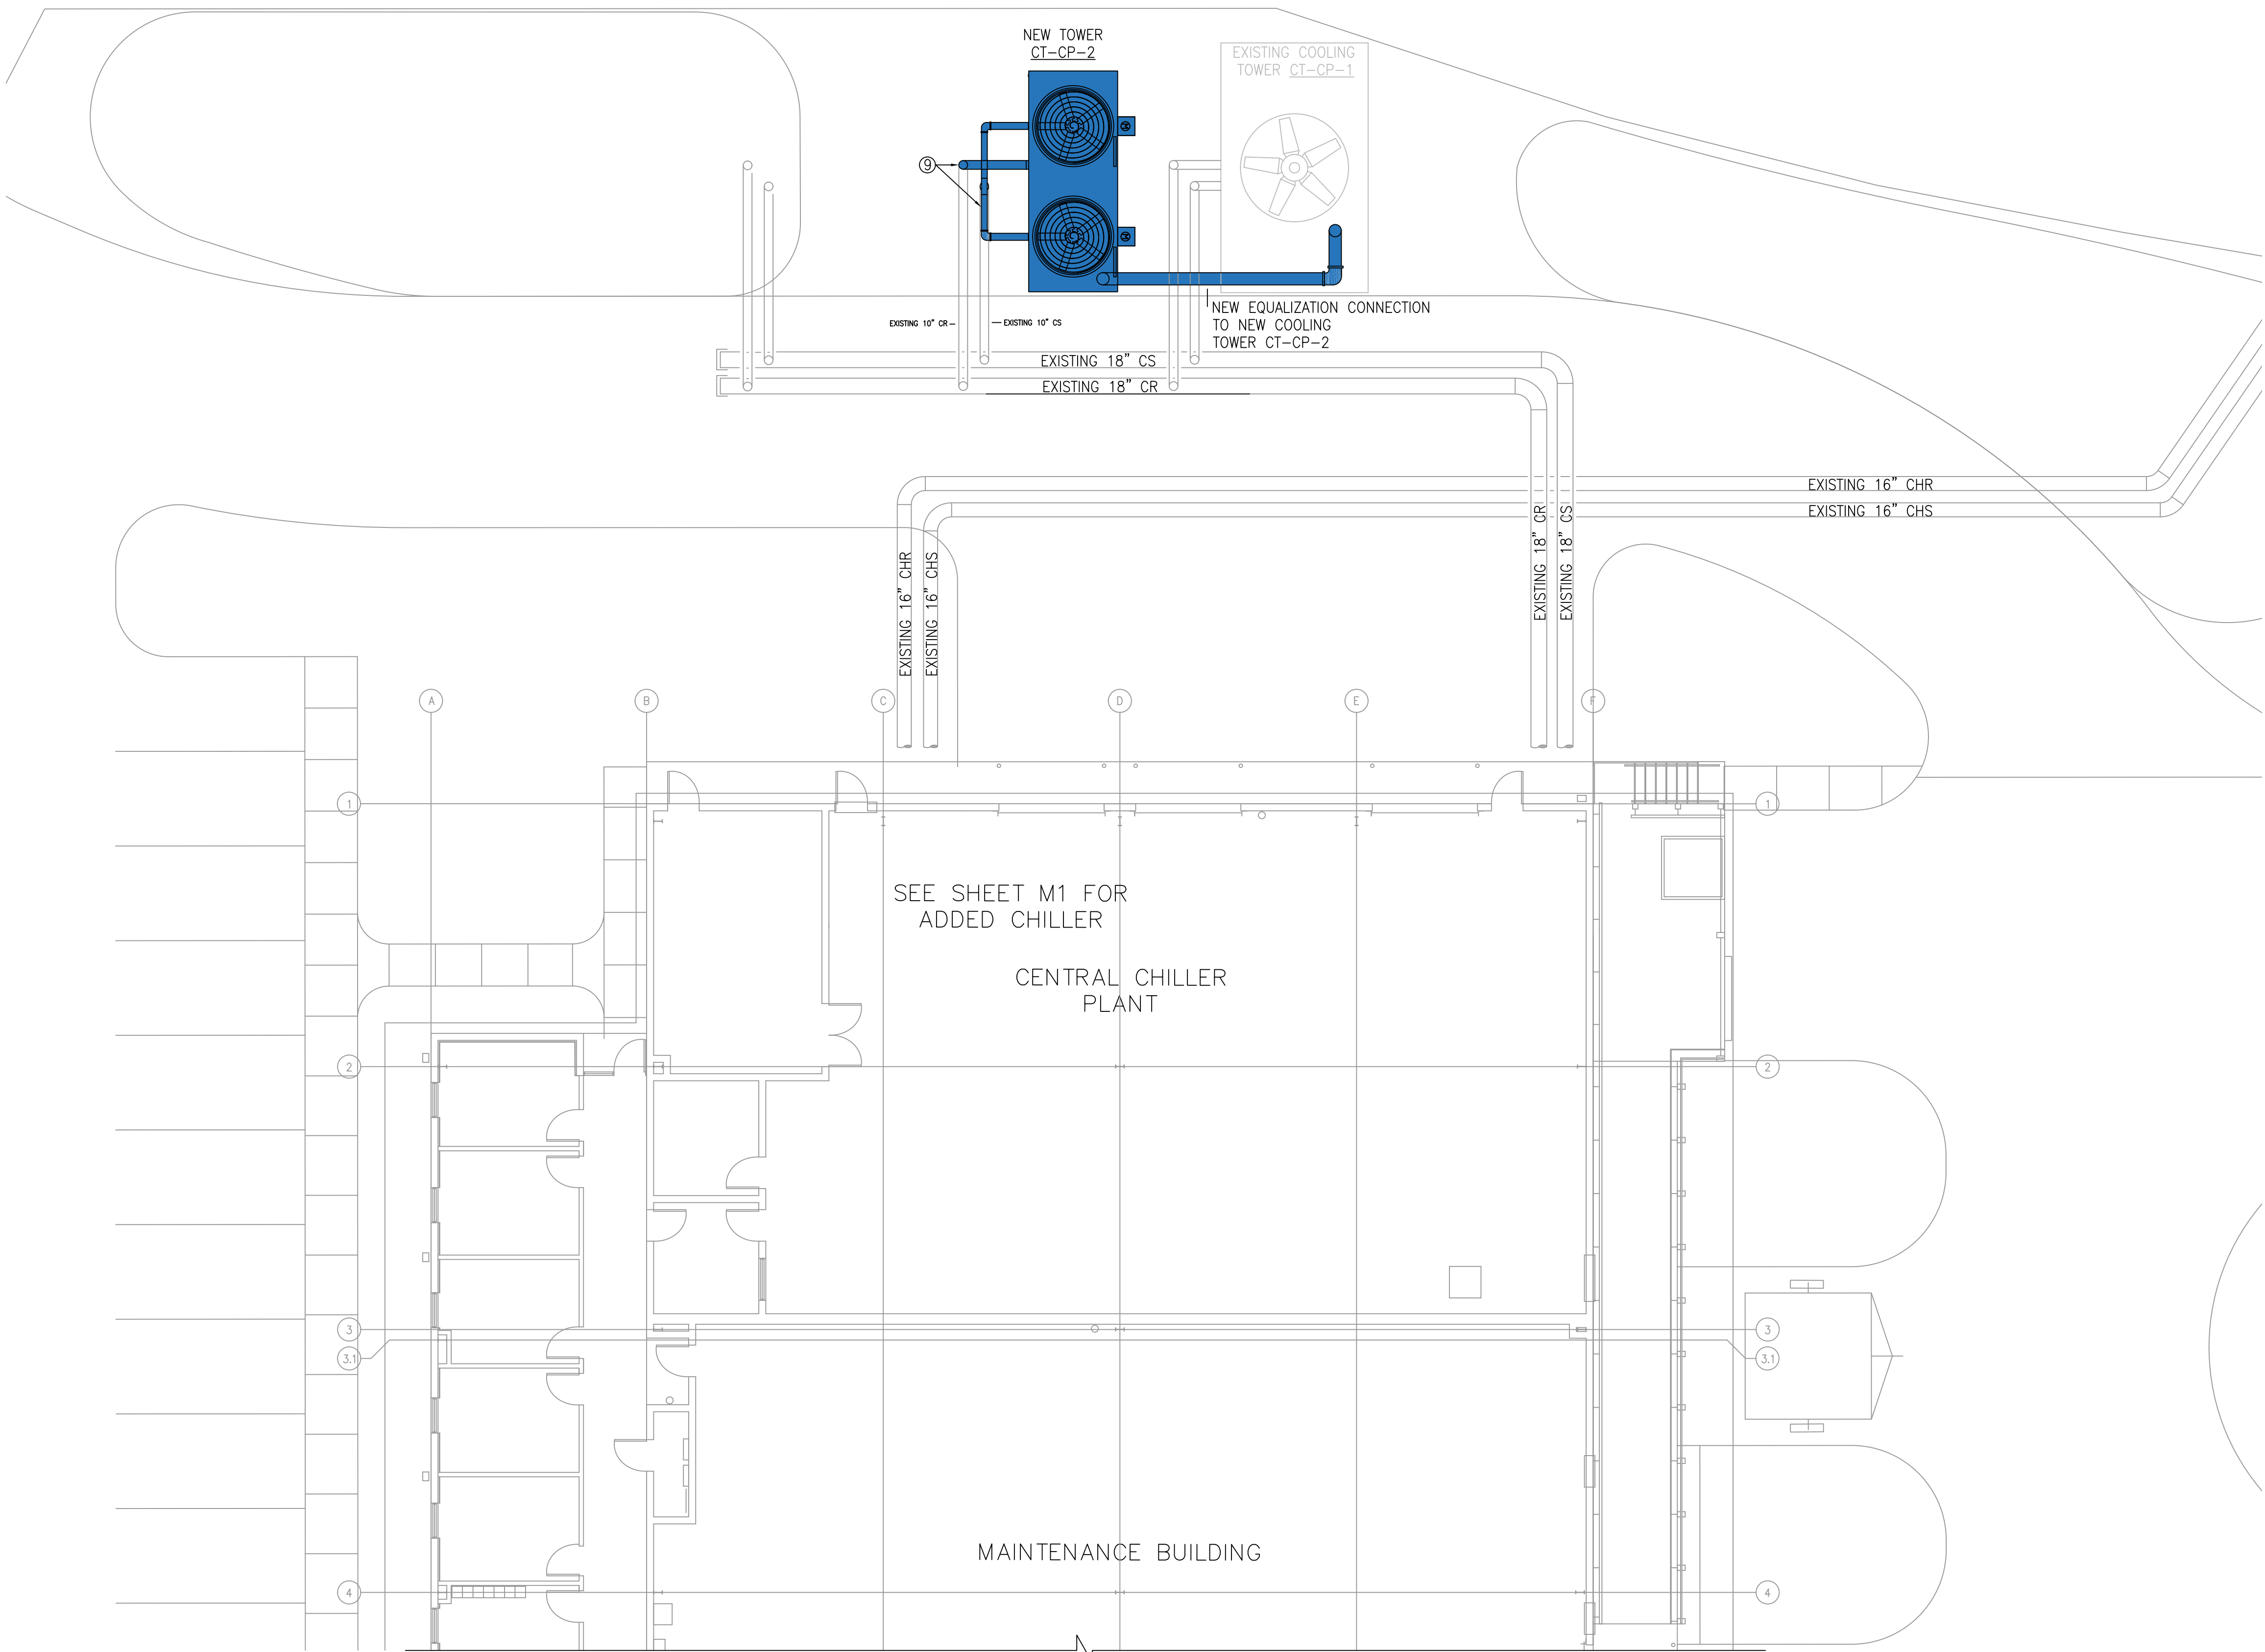 NEW TOWER
CT-CP-2
EXISTING COOLING
TOWER CT-CP-1
9
NEW EQUALIZATION CONNECTION
TO NEW COOLING
TOWER CT-CP-2
EXISTING 10" CR
EXISTING 10" CS
EXISTING 18" CS
EXISTING 18" CR
EXISTING 16" CHR
EXISTING 16" CHS
EXISTING 16" CHR
EXISTING 16" CHS
EXISTING 18" CR
EXISTING 18" CS
A
B
C
D
E
F
1
1
SEE SHEET M1 FOR
ADDED CHILLER
CENTRAL CHILLER
PLANT
2
2
3
3
3.1
3.1
MAINTENANCE BUILDING
4
4